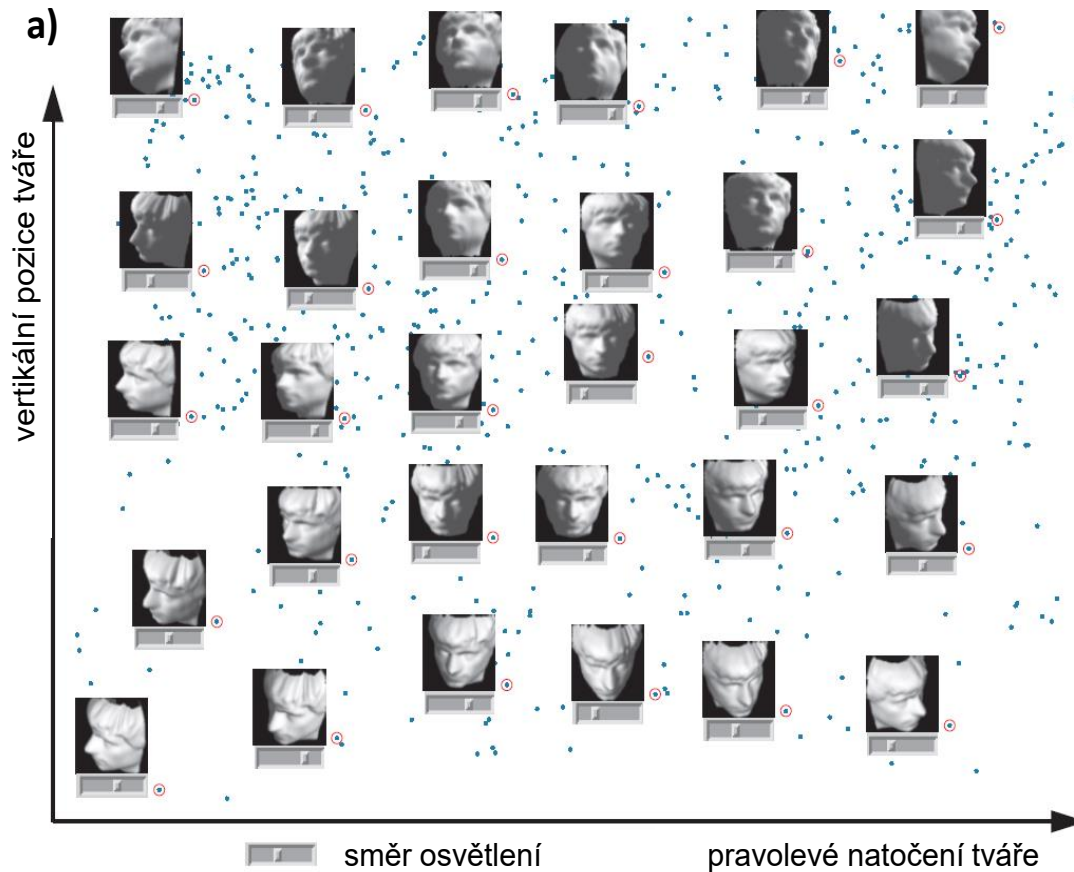 a)
vertikální pozice tváře
směr osvětlení
pravolevé natočení tváře